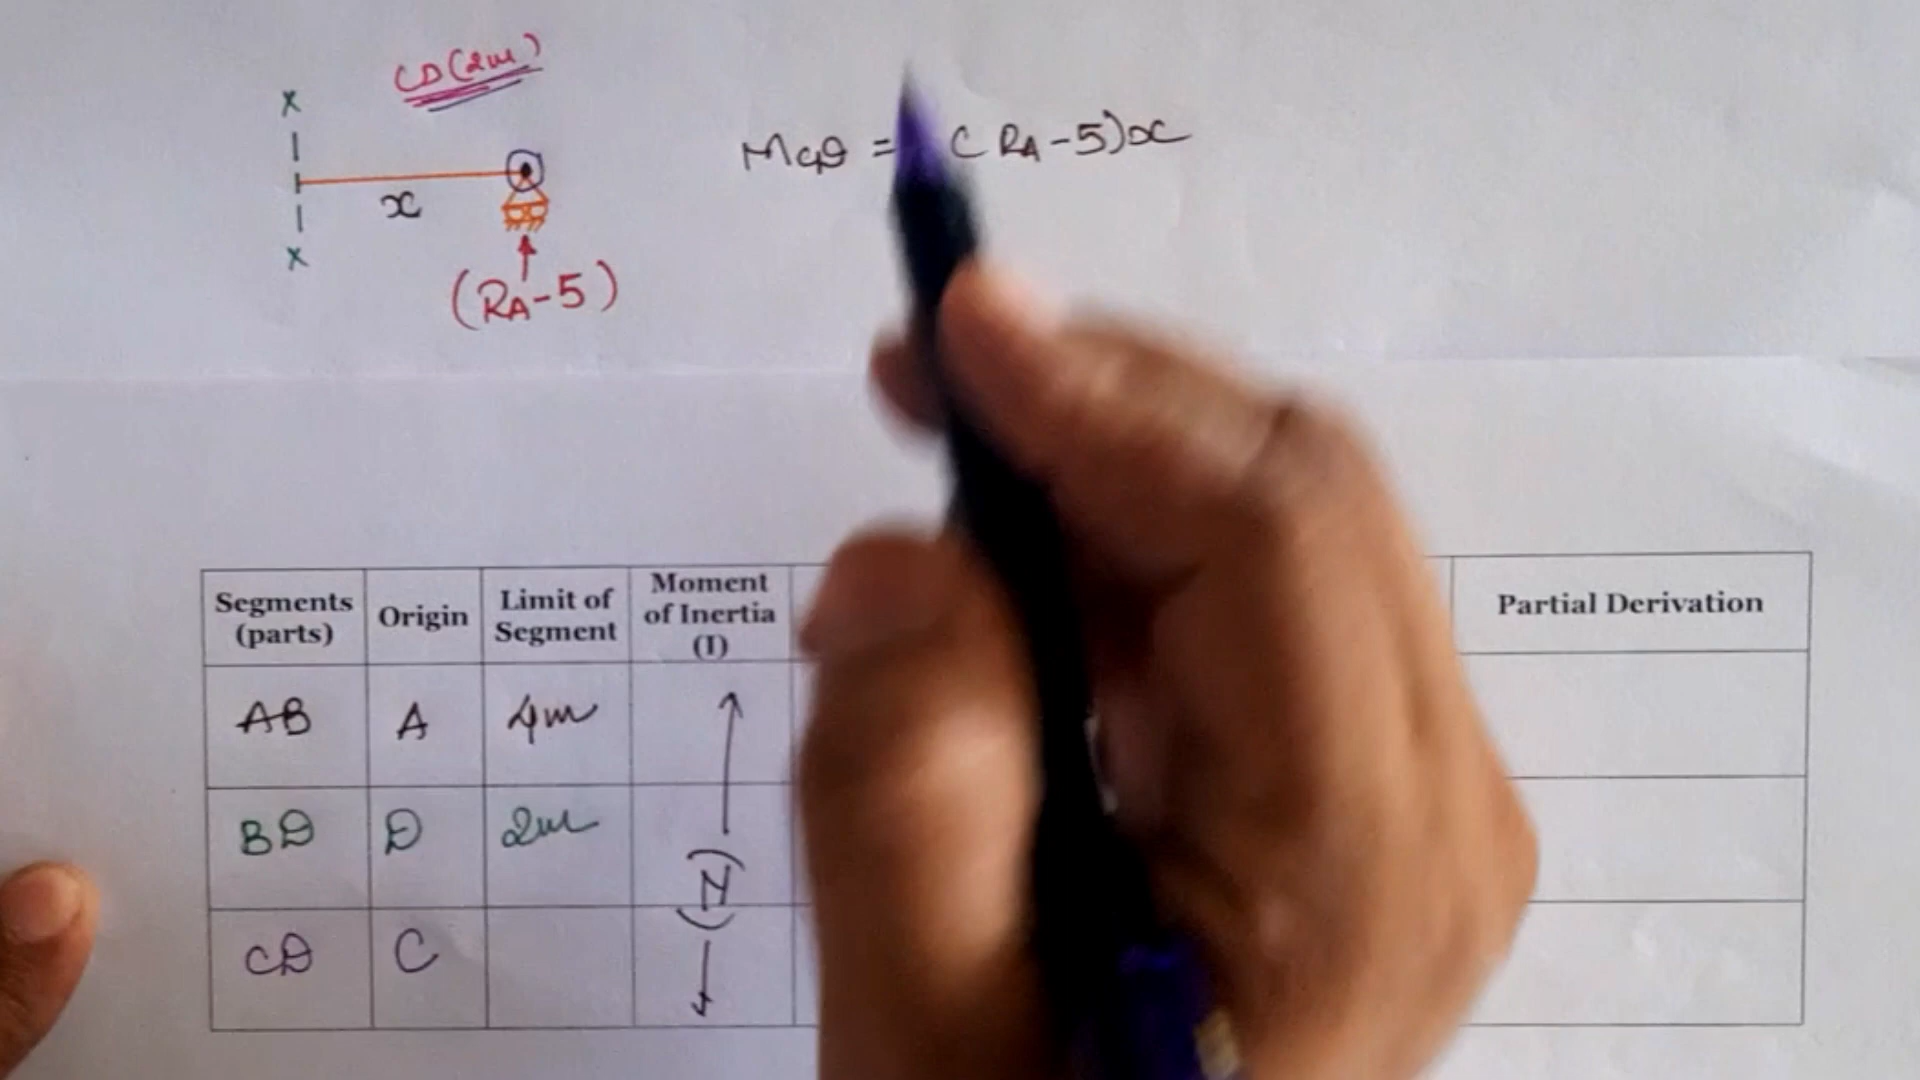 CD(2m)
x
x
x
(RA-5)
MCD = (RA-5)x
Segments (parts) Origin Limit of Segment Moment of Inertia (I) Partial Derivation
AB A 4m
BD D 2m (I)
CD C